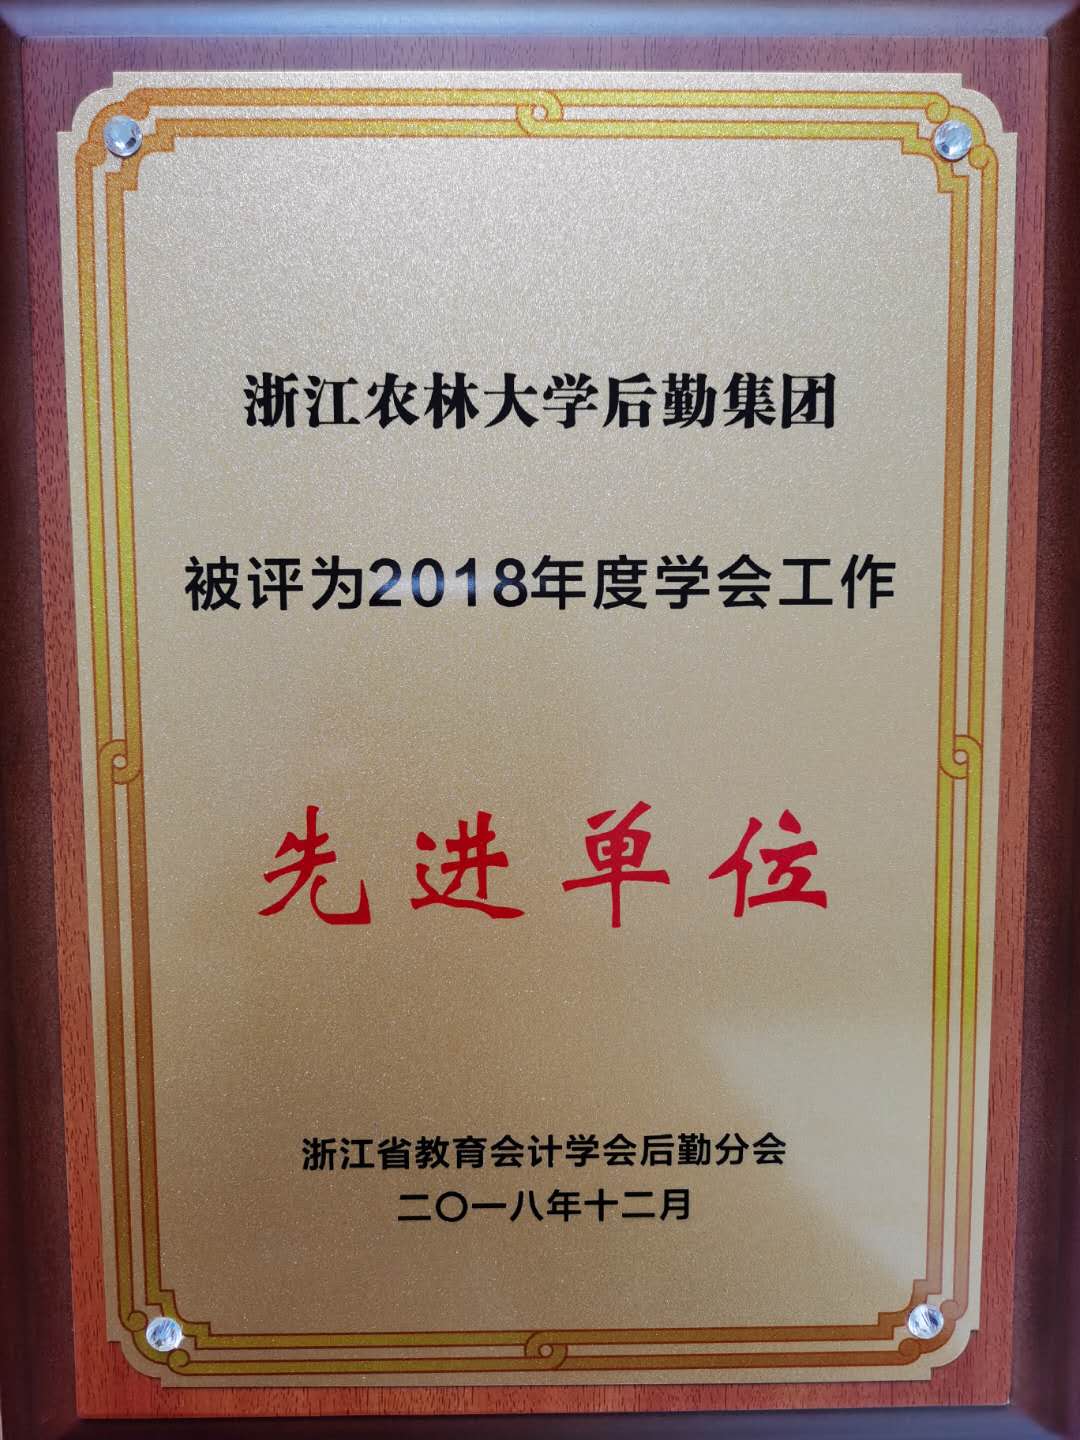 浙江农林大学后勤集团
被评为2018年度学会工作
先进单位
浙江省教育会计学会后勤分会
二〇一八年十二月